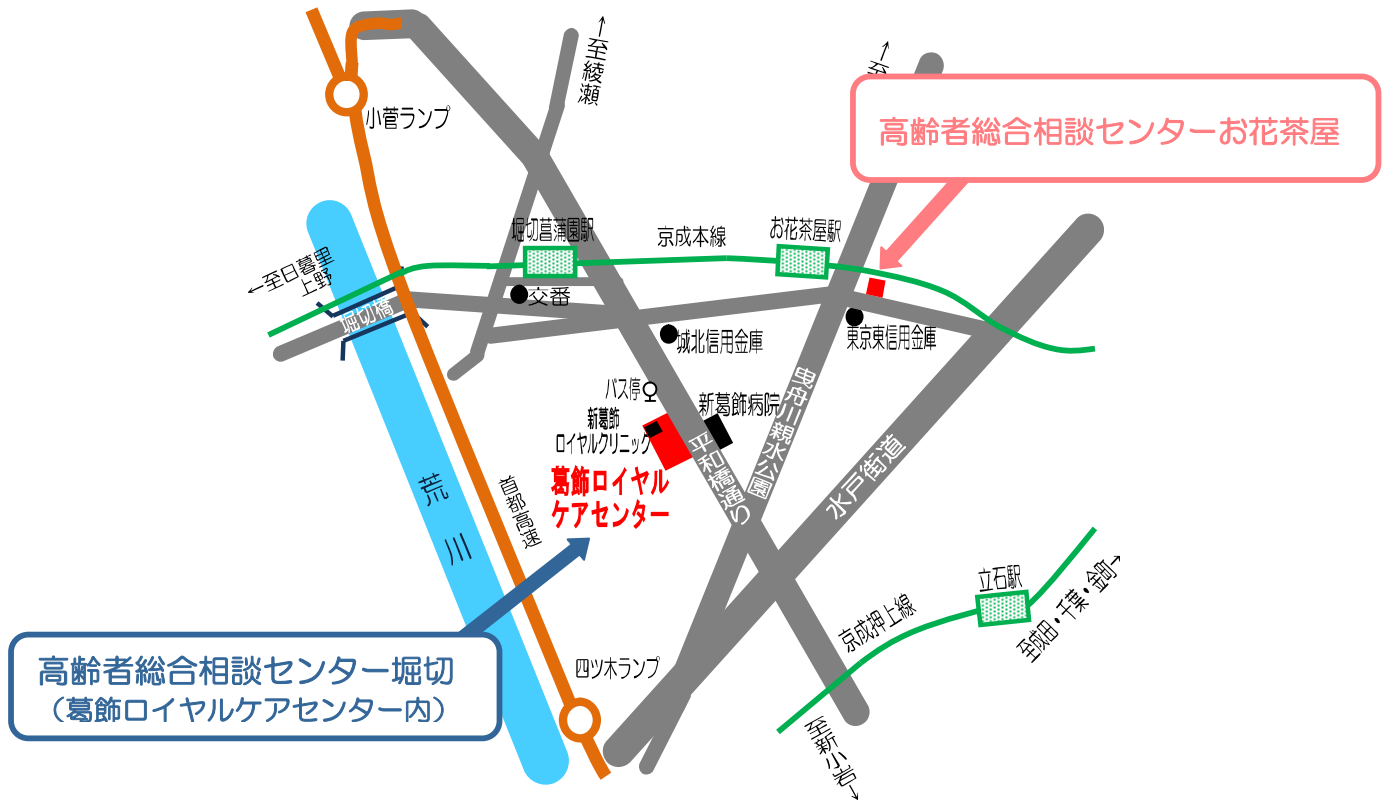 ↑至綾瀬
↑至
高齢者総合相談センターお花茶屋
小菅ランプ
堀切菖蒲園駅
京成本線
お花茶屋駅
←至日暮里
上野
堀切橋
交番
城北信用金庫
東京東信用金庫
バス停
新葛飾病院
新葛飾
ロイヤルクリニック
曳舟川親水公園
平和橋通り
水戸街道
葛飾ロイヤル
ケアセンター
荒川
首都高速
立石駅
京成押上線
至成田・千葉・金町→
高齢者総合相談センター堀切
（葛飾ロイヤルケアセンター内）
四ツ木ランプ
至新小岩→